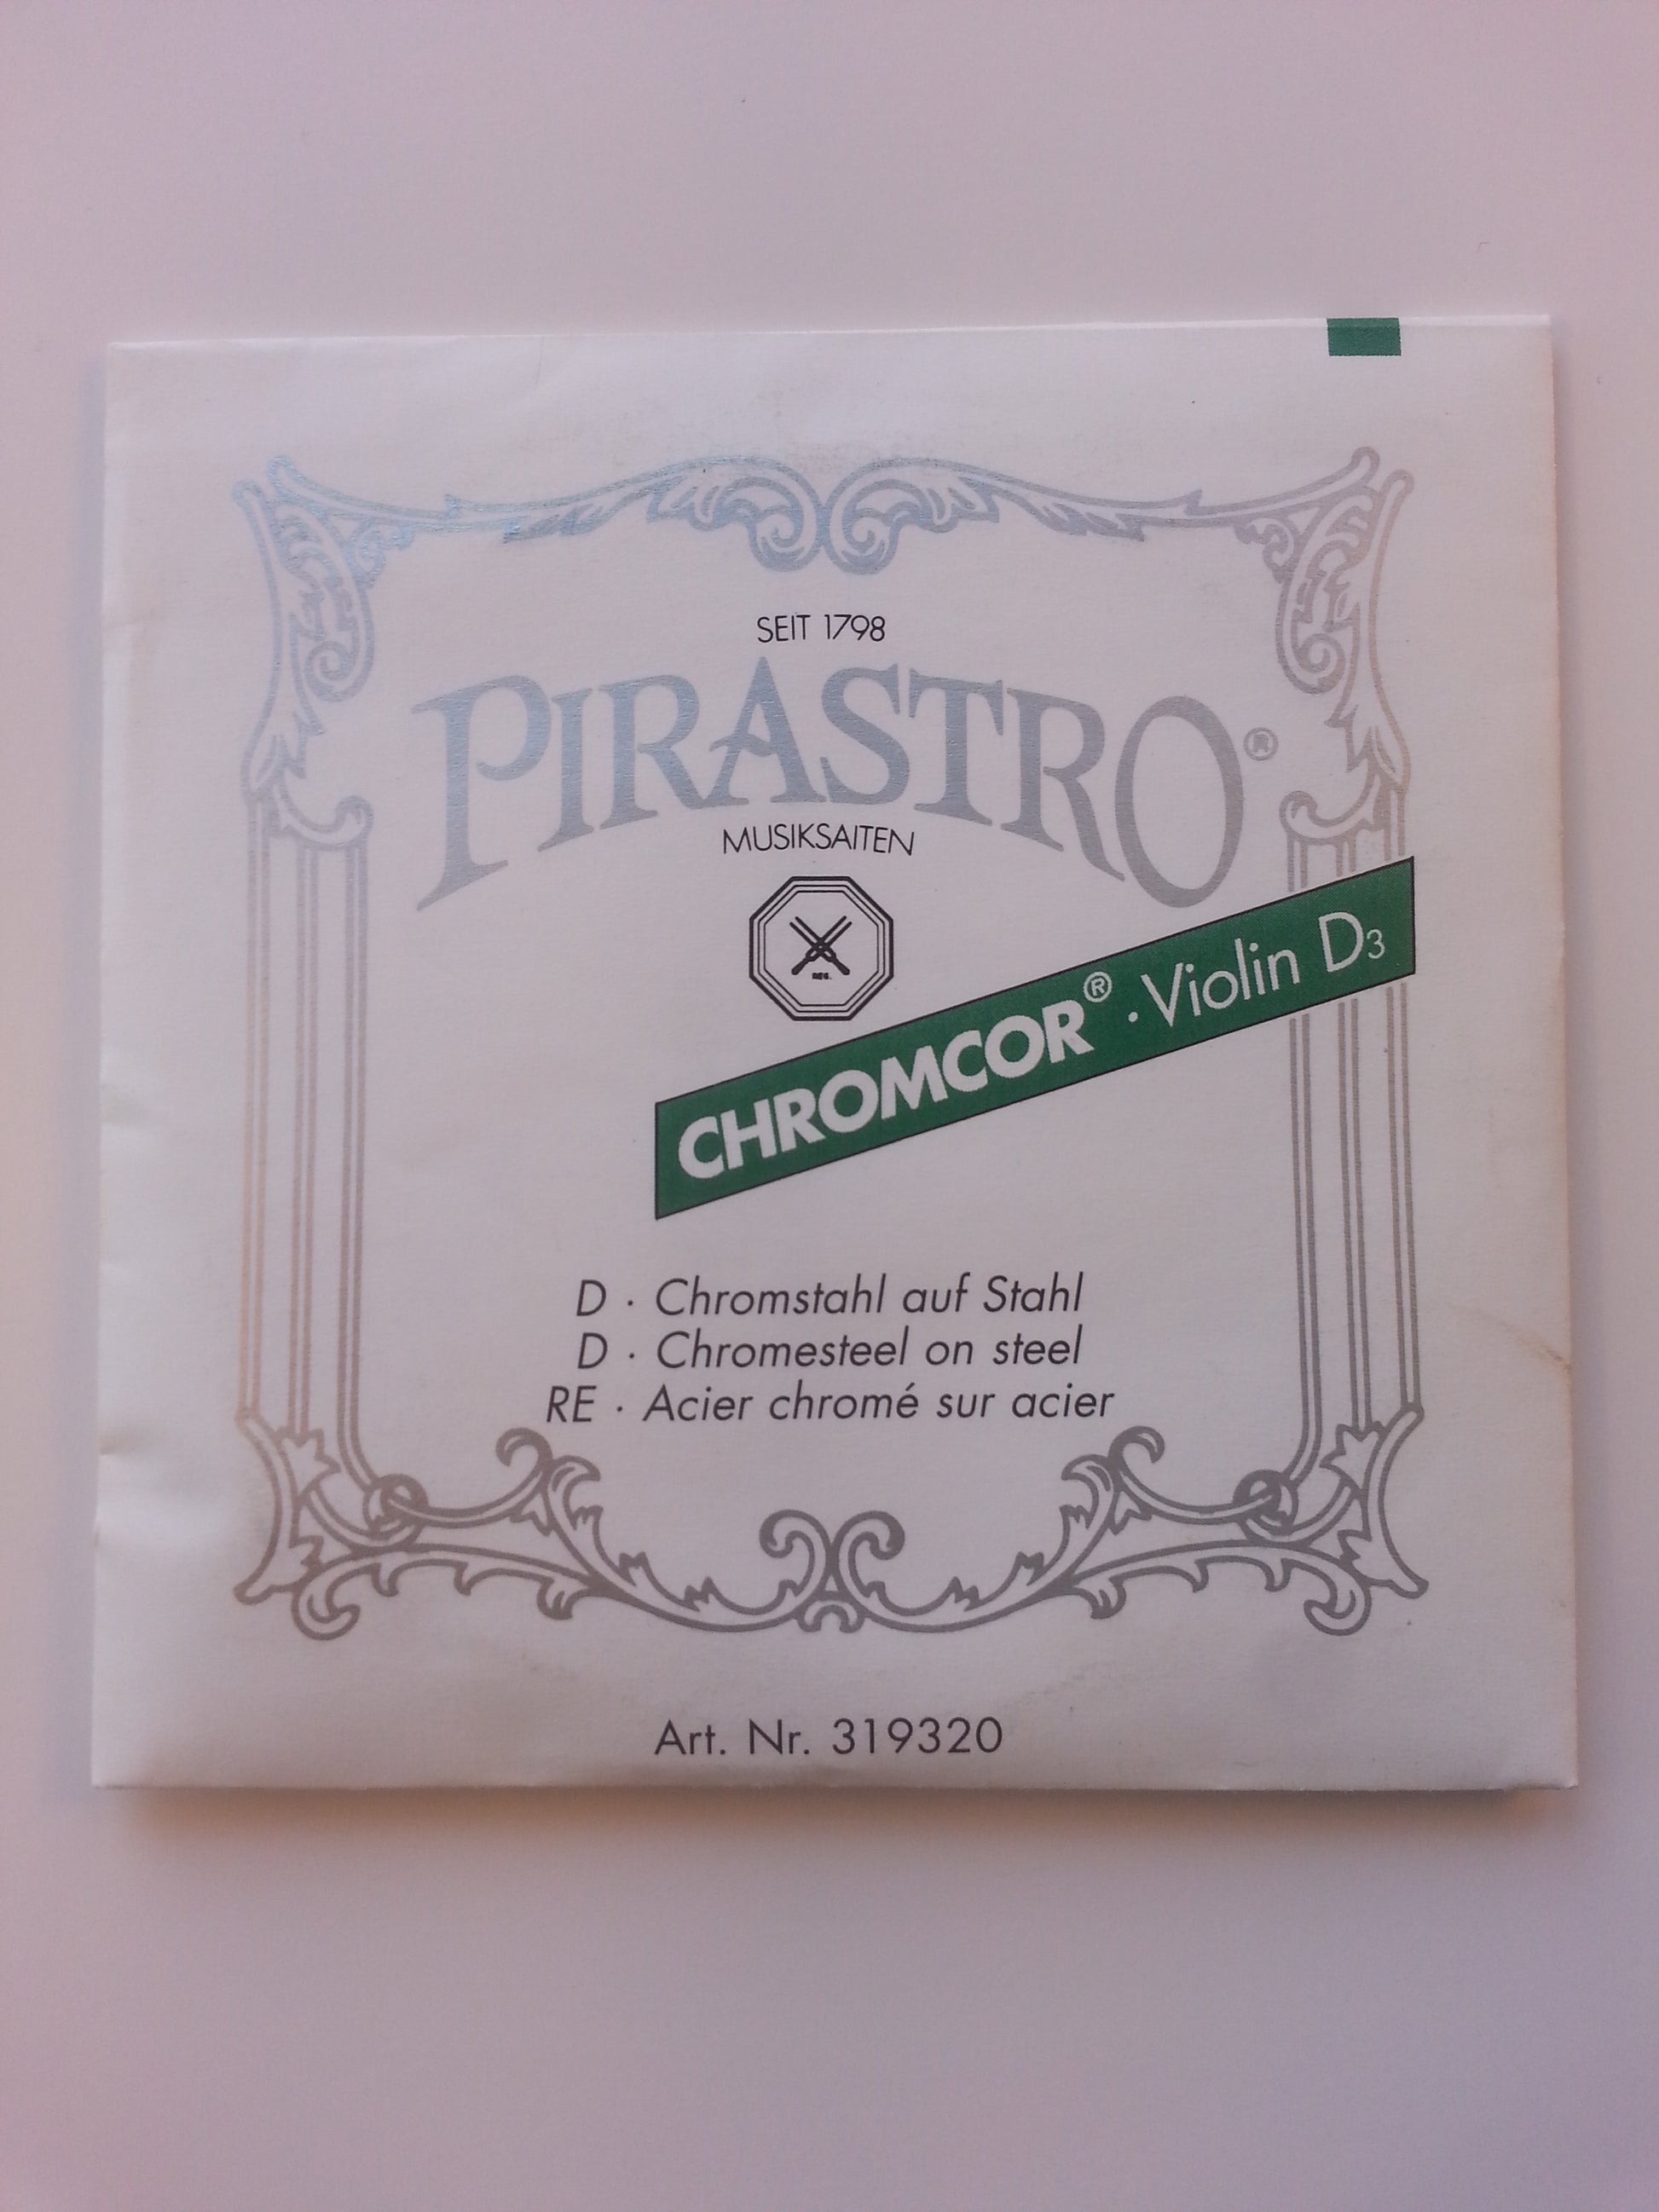 SEIT 1798
PIRASTRO®
MUSIKSAITEN
REG.
CHROMCOR® · Violin D3
D · Chromstahl auf Stahl
D · Chromesteel on steel
RE · Acier chromé sur acier
Art. Nr. 319320